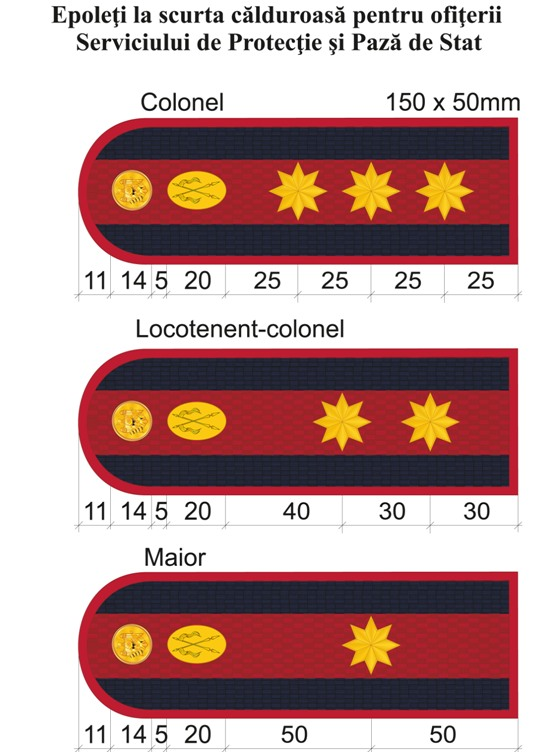 Epoleţi la scurta călduroasă pentru ofiţerii
Serviciului de Protecţie şi Pază de Stat
Colonel 150 x 50mm
11 14 5 20 25 25 25 25
Locotenent-colonel
11 14 5 20 40 30 30
Maior
11 14 5 20 50 50